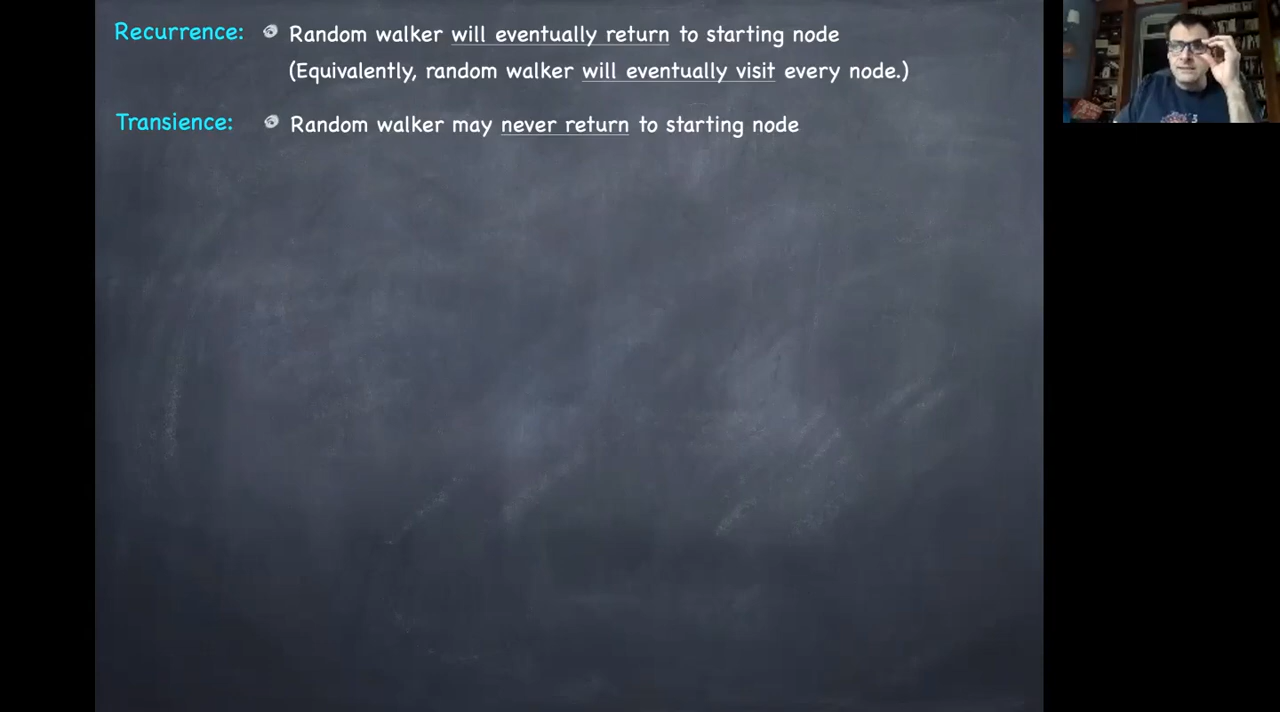 Recurrence: Random walker will eventually return to starting node
(Equivalently, random walker will eventually visit every node.)
Transience: Random walker may never return to starting node